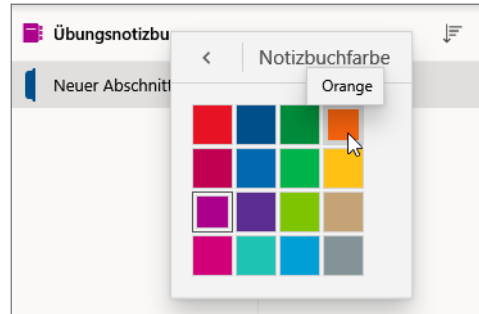 Übungsnotizbu
Notizbuchfarbe
Orange
Neuer Abschnitt